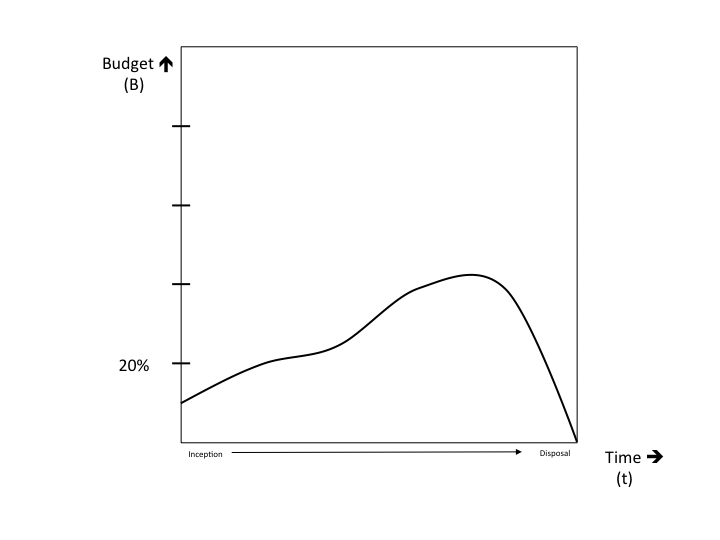 Budget 🡹
(B)
20%
Inception
Disposal
Time 🡺
(t)